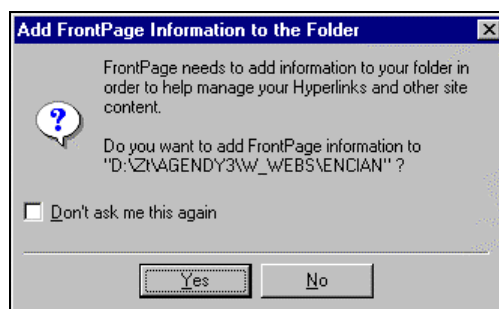 Add FrontPage Information to the Folder
FrontPage needs to add information to your folder in
order to help manage your Hyperlinks and other site
content.
Do you want to add FrontPage information to
"D:\Zt\AGENDY3\W_WEBS\ENCIAN" ?
Don't ask me this again
Yes
No